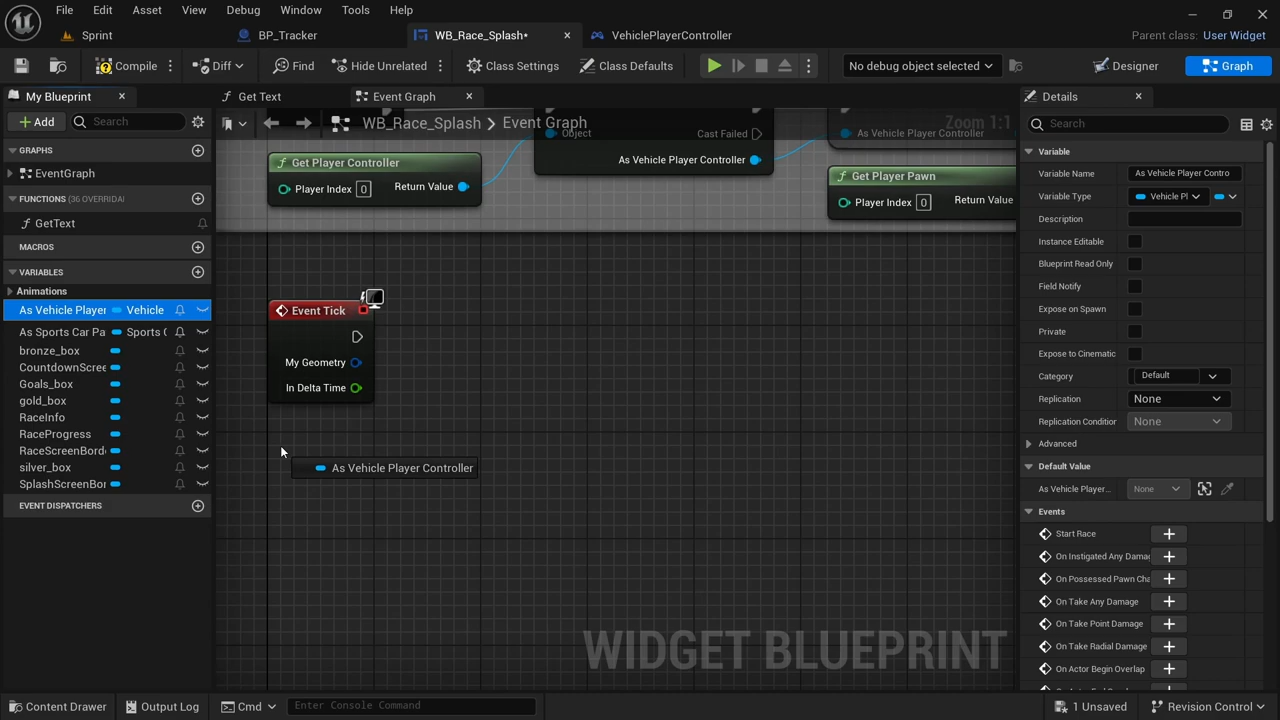 File Edit Asset View Debug Window Tools Help
Sprint BP_Tracker WB_Race_Splash* VehiclePlayerController Parent class: User Widget
Compile Diff Find Hide Unrelated Class Settings Class Defaults No debug object selected Designer Graph
My Blueprint Get Text Event Graph Details
Add Search WB_Race_Splash > Event Graph Zoom 1:1 Search
GRAPHS
EventGraph
FUNCTIONS (36 OVERRIDA
GetText
MACROS
VARIABLES
Animations
As Vehicle Player Vehicle
As Sports Car Pa Sports C
bronze_box
CountdownScree
Goals_box
gold_box
RaceInfo
RaceProgress
RaceScreenBord
silver_box
SplashScreenBor
EVENT DISPATCHERS
Object Cast Failed
As Vehicle Player Controller
As Vehicle Player Controller
Get Player Controller
Player Index 0 Return Value
Get Player Pawn
Player Index 0 Return Value
Event Tick
My Geometry
In Delta Time
As Vehicle Player Controller
WIDGET BLUEPRINT
Variable
Variable Name As Vehicle Player Contro
Variable Type Vehicle Pl
Description
Instance Editable
Blueprint Read Only
Field Notify
Expose on Spawn
Private
Expose to Cinematic
Category Default
Replication None
Replication Condition None
Advanced
Default Value
As Vehicle Player... None
Events
Start Race
On Instigated Any Damag
On Possessed Pawn Cha
On Take Any Damage
On Take Point Damage
On Take Radial Damage
On Actor Begin Overlap
Content Drawer Output Log Cmd Enter Console Command 1 Unsaved Revision Control